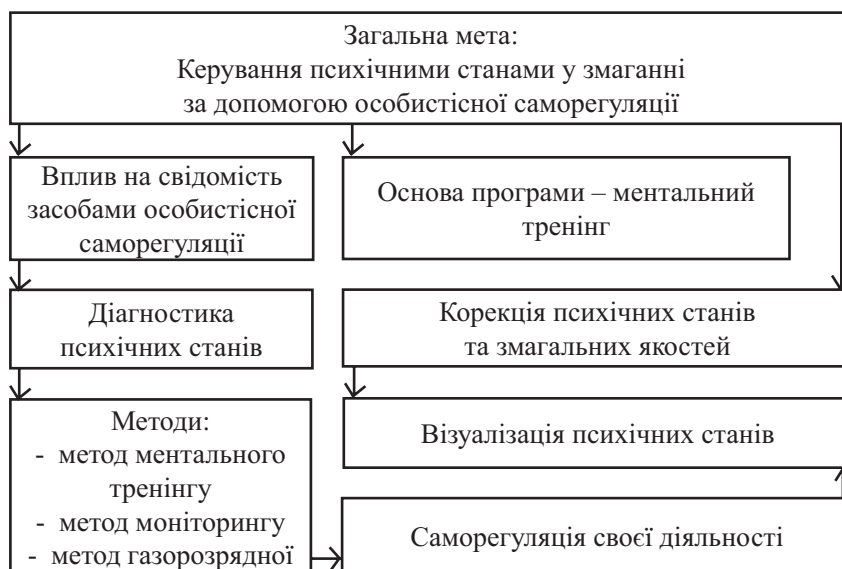 Загальна мета:
Керування психічними станами у змаганні
за допомогою особистісної саморегуляції
Вплив на свідомість
засобами особистісної
саморегуляції
Основа програми – ментальний
тренінг
Діагностика
психічних станів
Корекція психічних станів
та змагальних якостей
Методи:
- метод ментального
тренінгу
- метод моніторингу
- метод газорозрядної
Візуалізація психічних станів
Саморегуляція своєї діяльності